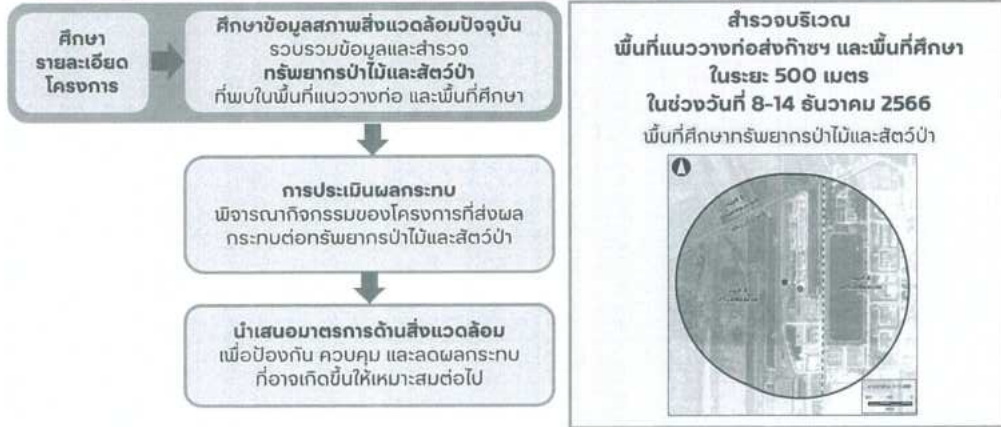 ศึกษา
รายละเอียด
โครงการ
ศึกษาข้อมูลสภาพสิ่งแวดล้อมปัจจุบัน
รวบรวมข้อมูลและสำรวจ
ทรัพยากรป่าไม้และสัตว์ป่า
ที่พบในพื้นที่แนววางท่อ และพื้นที่ศึกษา
การประเมินผลกระทบ
พิจารณากิจกรรมของโครงการที่ส่งผล
กระทบต่อทรัพยากรป่าไม้และสัตว์ป่า
นำเสนอมาตรการด้านสิ่งแวดล้อม
เพื่อป้องกัน ควบคุม และลดผลกระทบ
ที่อาจเกิดขึ้นให้เหมาะสมต่อไป
สำรวจบริเวณ
พื้นที่แนววางท่อส่งก๊าซฯ และพื้นที่ศึกษา
ในระยะ 500 เมตร
ในช่วงวันที่ 8-14 ธันวาคม 2566
พื้นที่ศึกษาทรัพยากรป่าไม้และสัตว์ป่า